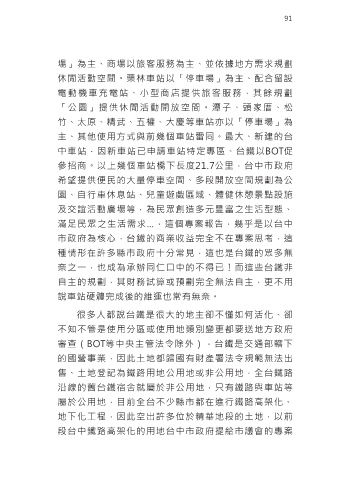 91
場」為主、商場以旅客服務為主、並依據地方需求規劃
休閒活動空間。栗林車站以「停車場」為主、配合留設
電動機車充電站、小型商店提供旅客服務，其餘規劃
「公園」提供休閒活動開放空間。潭子、頭家厝、松
竹、太原、精武、五權、大慶等車站亦以「停車場」為
主、其他使用方式與前幾個車站雷同。最大、新建的台
中車站，因新車站已申請車站特定專區、台鐵以BOT促
參招商。以上幾個車站橋下長度21.7公里，台中市政府
希望提供便民的大量停車空間、多段開放空間規劃為公
園、自行車休息站、兒童遊戲區域、體健休憩景點設施
及交誼活動廣場等，為民眾創造多元豐富之生活型態、
滿足民眾之生活需求…，這個專案報告，幾乎是以台中
市政府為核心，台鐵的商業收益完全不在專案思考，這
種情形在許多縣市政府十分常見，這也是台鐵的眾多無
奈之一，也成為承辦同仁口中的不得已！而這些台鐵非
自主的規劃，其財務試算或預劃完全無法自主，更不用
說車站硬體完成後的維運也常有無奈。
很多人都說台鐵是很大的地主卻不懂如何活化、卻
不知不管是使用分區或使用地類別變更都要送地方政府
審查（BOT等中央主管法令除外），台鐵是交通部轄下
的國營事業，因此土地都歸國有財產署法令規範無法出
售、土地登記為鐵路用地公用地或非公用地，全台鐵路
沿線的舊台鐵宿舍就屬於非公用地，只有鐵路與車站等
屬於公用地，目前全台不少縣市都在進行鐵路高架化、
地下化工程，因此空出許多位於精華地段的土地，以前
段台中鐵路高架化的用地台中市政府提給市議會的專案